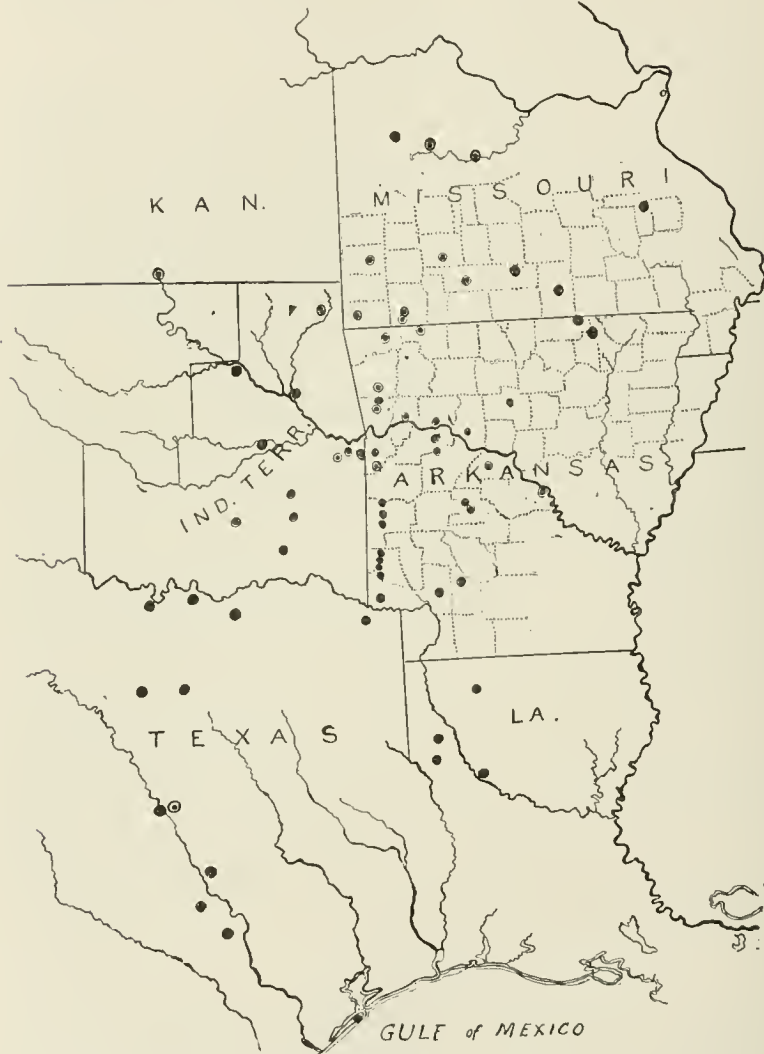 KAN.
MISSOURI
IND. TERR.
ARKANSAS
TEXAS
LA.
GULF of MEXICO